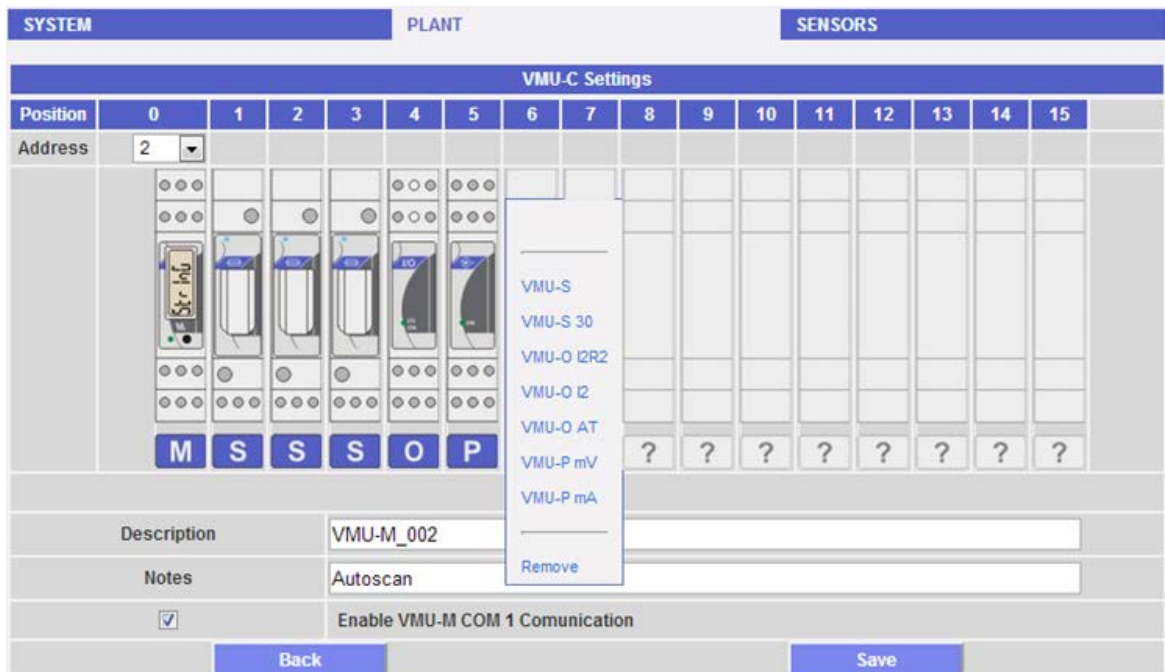 SYSTEM PLANT SENSORS
VMU-C Settings
Position 0 1 2 3 4 5 6 7 8 9 10 11 12 13 14 15
Address 2
Str InV
I/O
VMU-S
VMU-S 30
VMU-O I2R2
VMU-O I2
VMU-O AT
VMU-P mV
VMU-P mA
Remove
M S S S O P ? ? ? ? ? ? ? ?
Description VMU-M_002
Notes Autoscan
Enable VMU-M COM 1 Comunication
Back Save